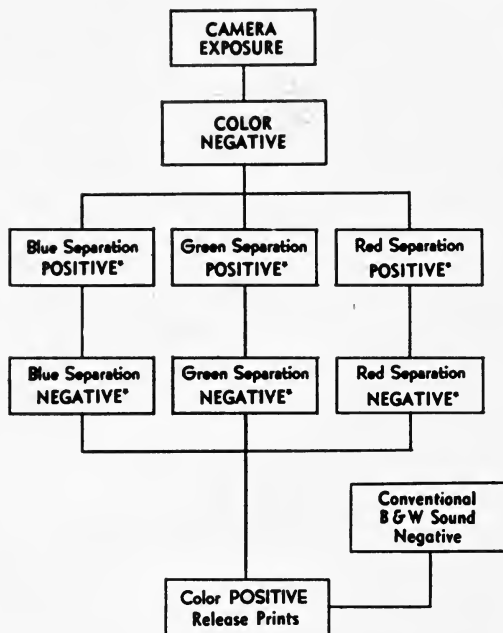 CAMERA
EXPOSURE
COLOR
NEGATIVE
Blue Separation
POSITIVE*
Green Separation
POSITIVE*
Red Separation
POSITIVE*
Blue Separation
NEGATIVE*
Green Separation
NEGATIVE*
Red Separation
NEGATIVE*
Conventional
B & W Sound
Negative
Color POSITIVE
Release Prints